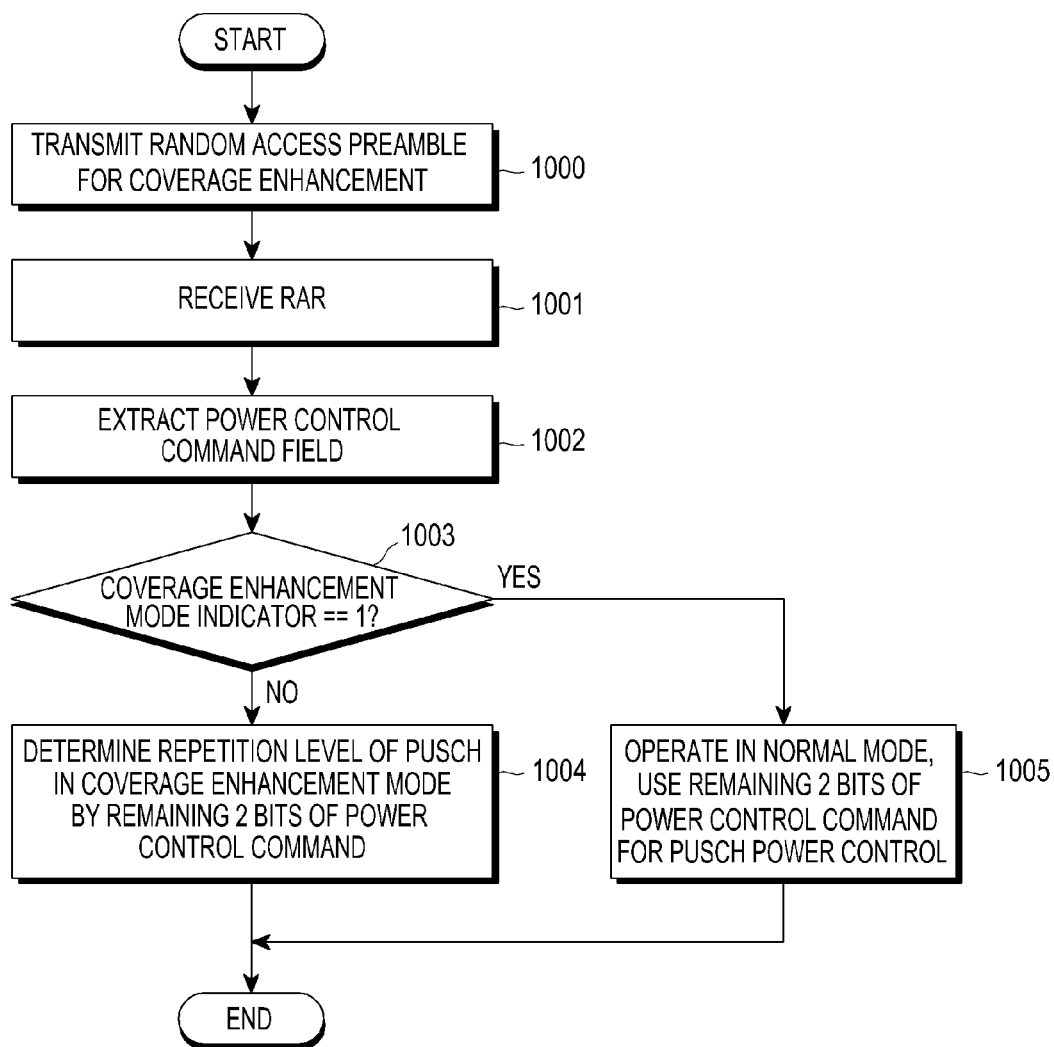 START
TRANSMIT RANDOM ACCESS PREAMBLE
FOR COVERAGE ENHANCEMENT
1000
RECEIVE RAR
1001
EXTRACT POWER CONTROL
COMMAND FIELD
1002
1003
COVERAGE ENHANCEMENT
MODE INDICATOR == 1?
YES
NO
DETERMINE REPETITION LEVEL OF PUSCH
IN COVERAGE ENHANCEMENT MODE
BY REMAINING 2 BITS OF POWER
CONTROL COMMAND
1004
OPERATE IN NORMAL MODE,
USE REMAINING 2 BITS OF
POWER CONTROL COMMAND
FOR PUSCH POWER CONTROL
1005
END